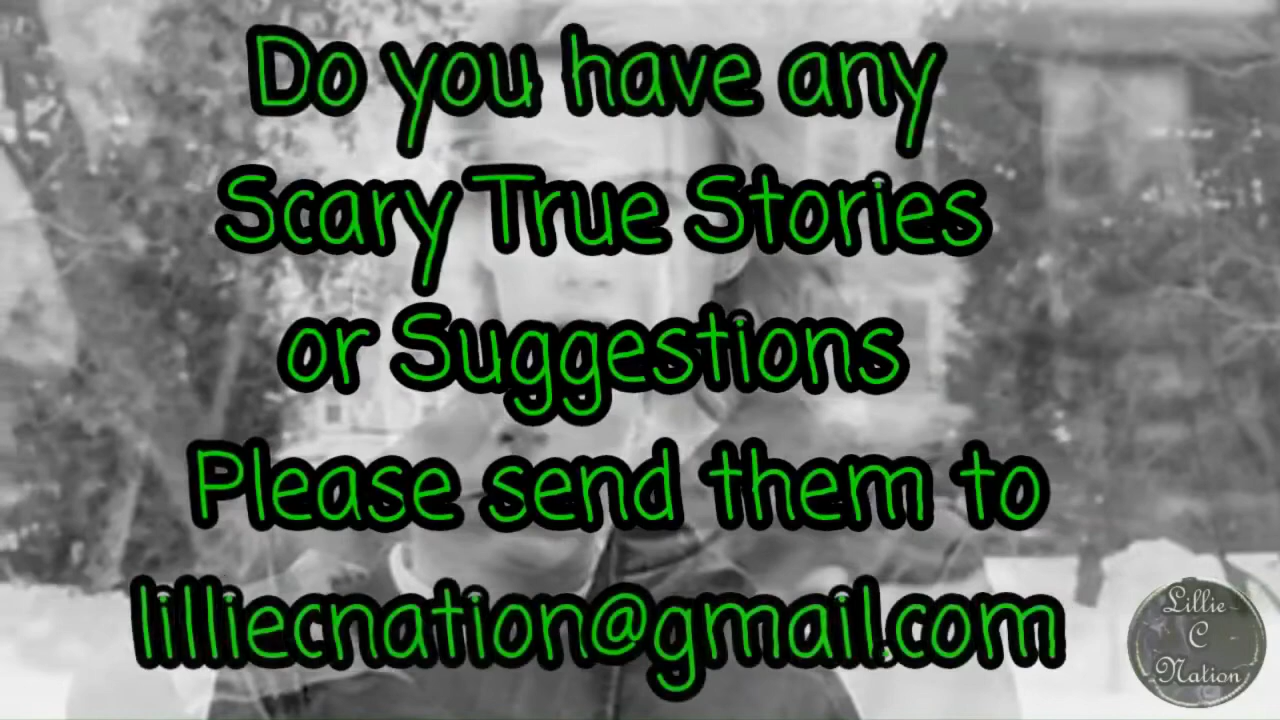 Do you have any
Scary True Stories
or Suggestions
Please send them to
lilliecnation@gmail.com
Lillie
C
Nation